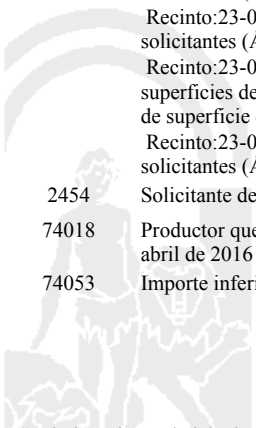 Recinto:23-0
solicitantes (Á
Recinto:23-0
superficies de
de superficie
Recinto:23-0
solicitantes (Á
2454 Solicitante de
74018 Productor que
abril de 2016
74053 Importe inferi